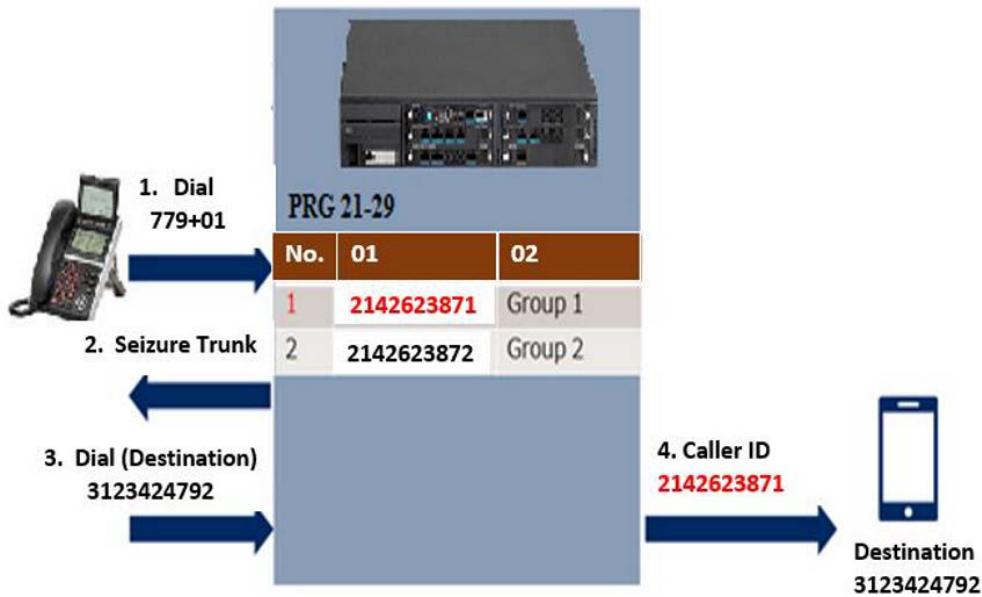 1. Dial
779+01
PRG 21-29
No. 01 02
1 2142623871 Group 1
2 2142623872 Group 2
2. Seizure Trunk
3. Dial (Destination)
3123424792
4. Caller ID
2142623871
Destination
3123424792